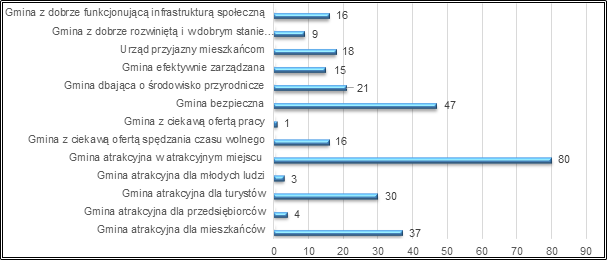 Gmina z dobrze funkcjonującą infrastrukturą społeczną 16
Gmina z dobrze rozwiniętą i w dobrym stanie... 9
Urząd przyjazny mieszkańcom 18
Gmina efektywnie zarządzana 15
Gmina dbająca o środowisko przyrodnicze 21
Gmina bezpieczna 47
Gmina z ciekawą ofertą pracy 1
Gmina z ciekawą ofertą spędzania czasu wolnego 16
Gmina atrakcyjna w atrakcyjnym miejscu 80
Gmina atrakcyjna dla młodych ludzi 3
Gmina atrakcyjna dla turystów 30
Gmina atrakcyjna dla przedsiębiorców 4
Gmina atrakcyjna dla mieszkańców 37
0 10 20 30 40 50 60 70 80 90